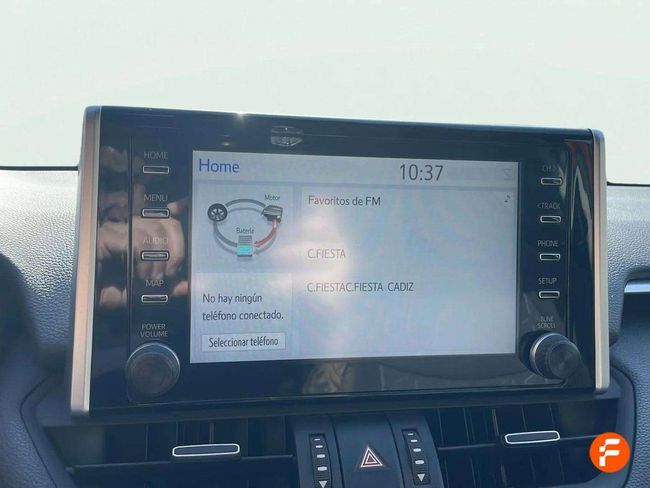 HOME
MENU
AUDIO
MAP
POWER
VOLUME
Home
10:37
Motor
Batería
No hay ningún
teléfono conectado.
Seleccionar teléfono
Favoritos de FM
C.FIESTA
C.FIESTAC.FIESTA CADIZ
CH
TRACK
PHONE
SETUP
TUNE
SCROLL